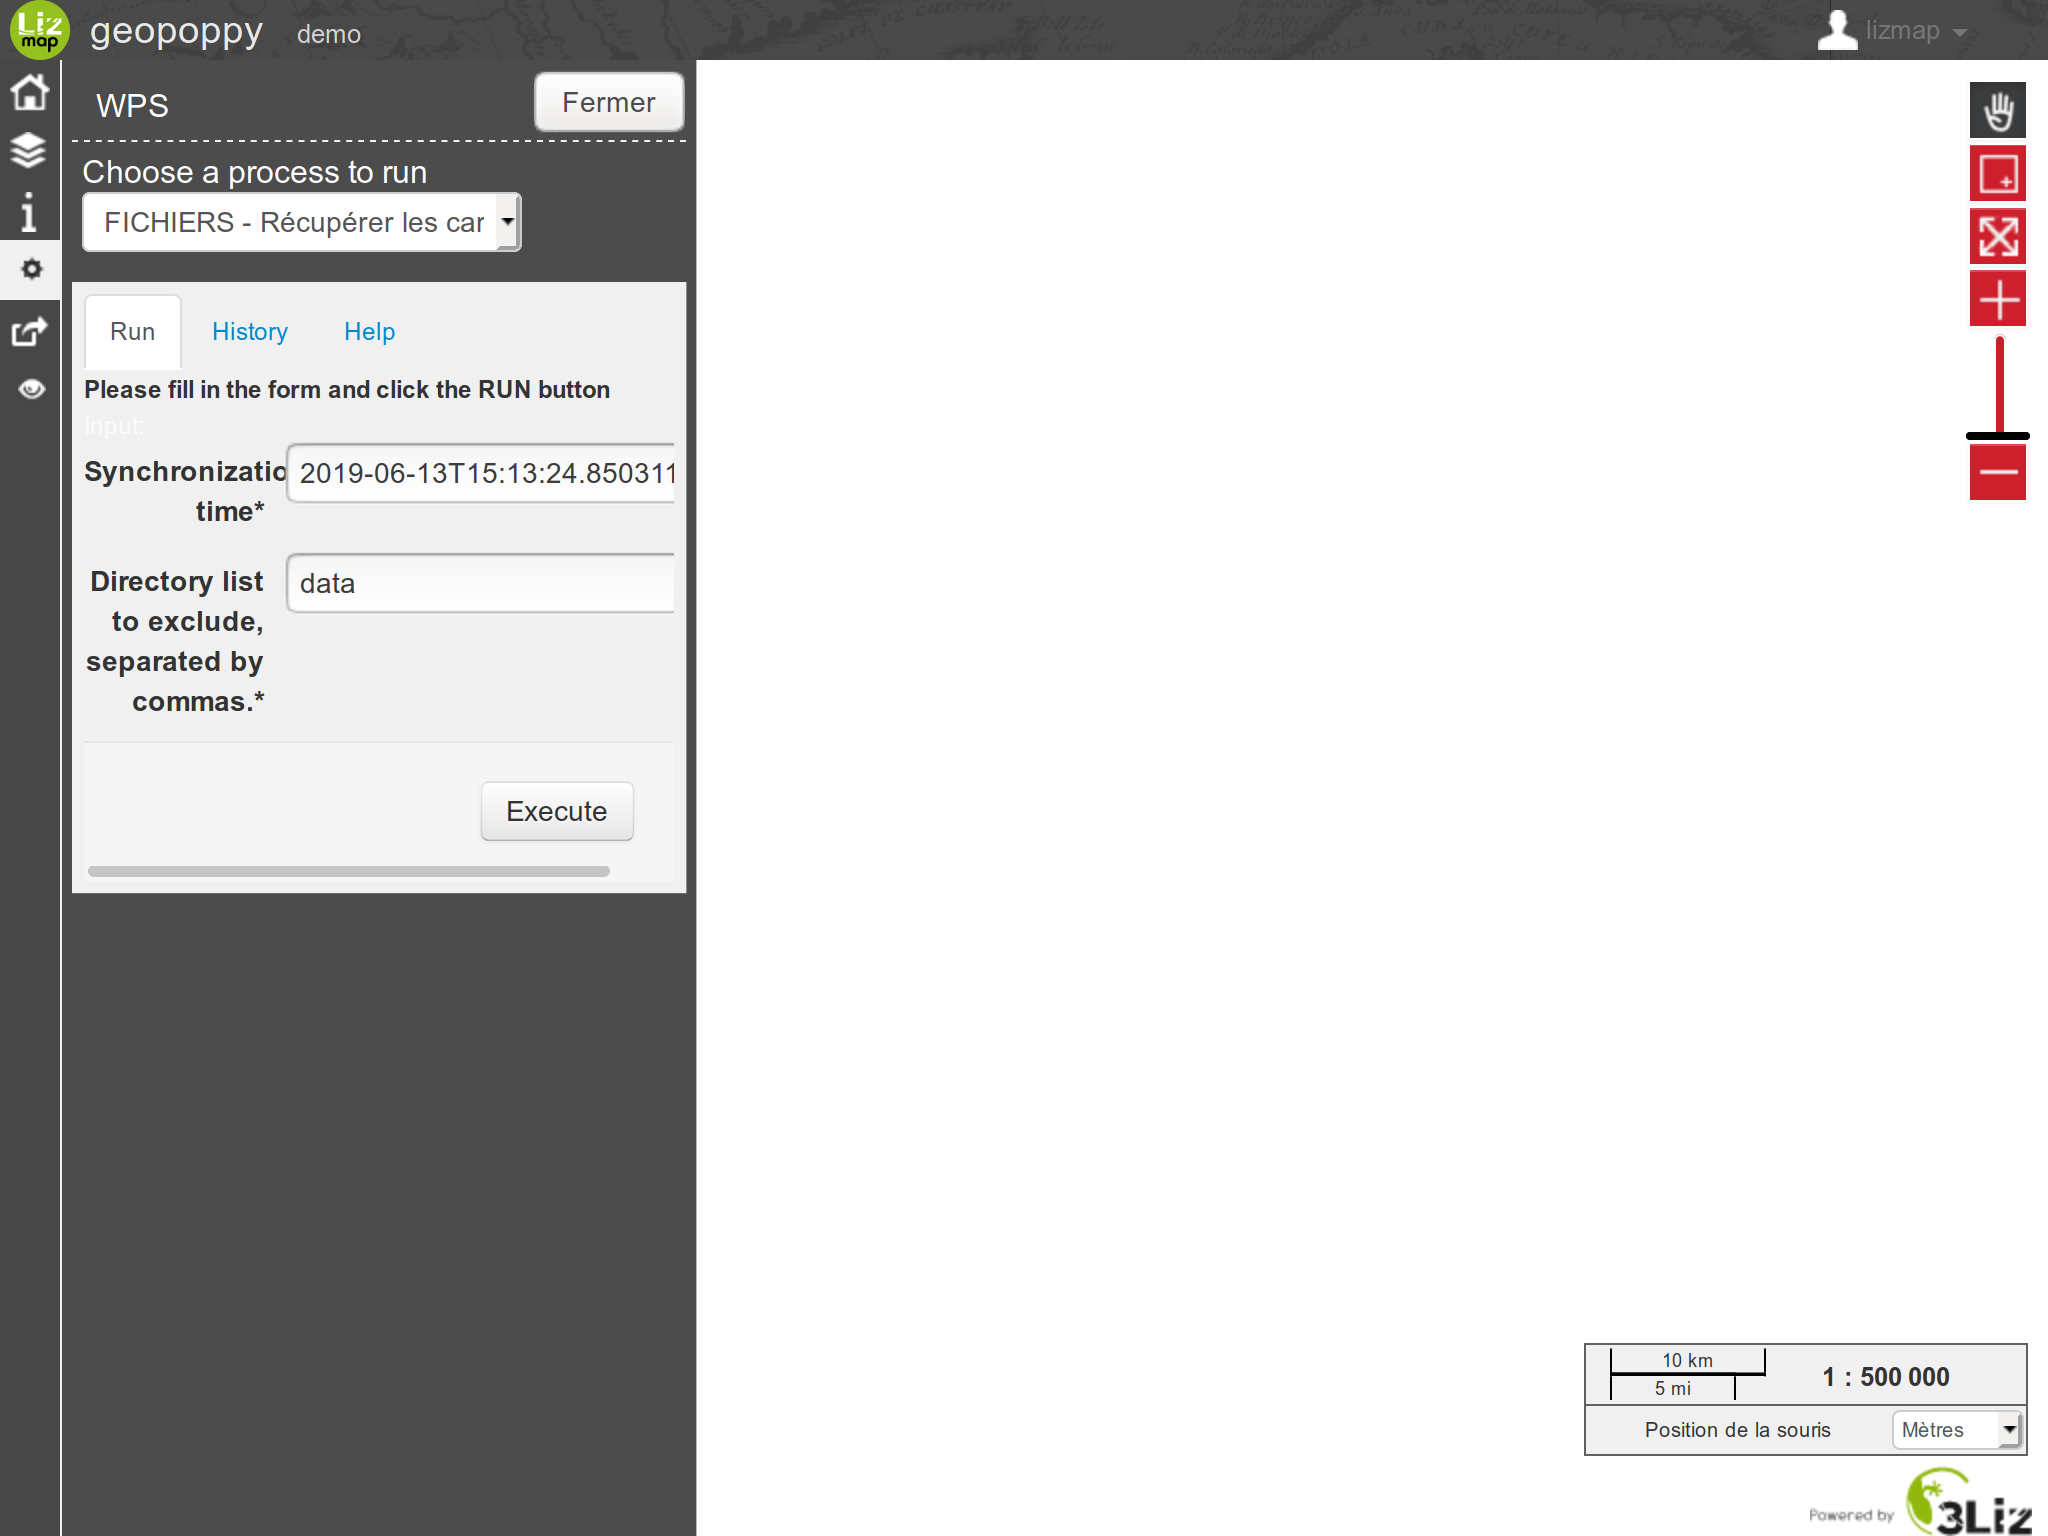 Liz
map
geopoppy demo
lizmap
WPS
Fermer
Choose a process to run
FICHIERS - Récupérer les car
Run History Help
Please fill in the form and click the RUN button
Input:
Synchronizatio
time*
2019-06-13T15:13:24.850311
Directory list
to exclude,
separated by
commas.*
data
Execute
10 km
5 mi
1 : 500 000
Position de la souris
Mètres
Powered by 3Liz